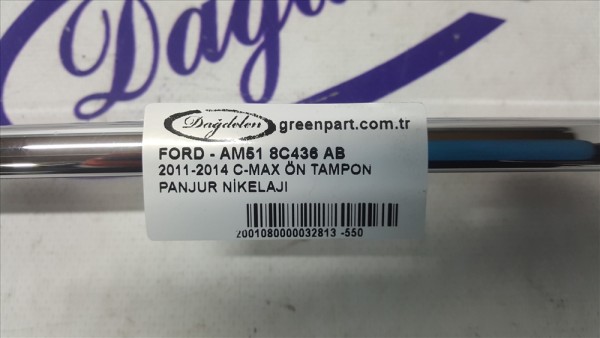 Dağdelen
greenpart.com.tr
FORD - AM51 8C436 AB
2011-2014 C-MAX ÖN TAMPON
PANJUR NİKELAJI
2001080000032813 -550